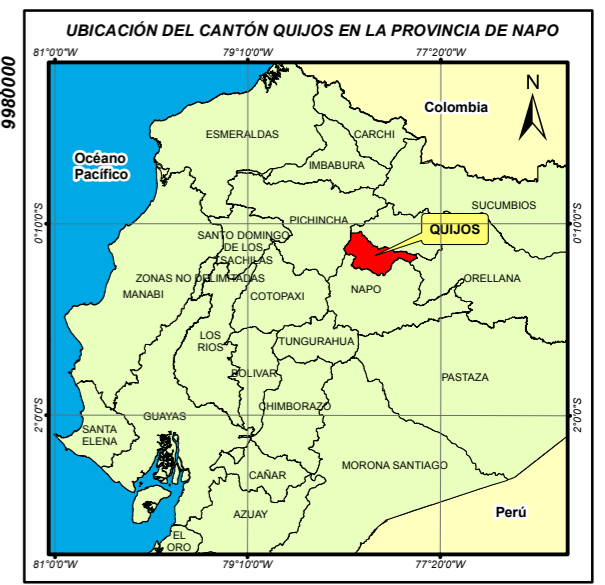 UBICACIÓN DEL CANTÓN QUIJOS EN LA PROVINCIA DE NAPO
81°0'0"W
79°10'0"W
77°20'0"W
9980000
N
Colombia
ESMERALDAS
CARCHI
Océano
Pacífico
IMBABURA
SUCUMBIOS
0°10'0"S
PICHINCHA
0°10'0"S
QUIJOS
SANTO DOMINGO
DE LOS
TSACHILAS
ZONAS NO DELIMITADAS
ORELLANA
MANABI
COTOPAXI
NAPO
LOS
RIOS
TUNGURAHUA
BOLIVAR
PASTAZA
CHIMBORAZO
2°0'0"S
GUAYAS
2°0'0"S
SANTA
ELENA
MORONA SANTIAGO
CAÑAR
AZUAY
Perú
EL
ORO
81°0'0"W
79°10'0"W
77°20'0"W